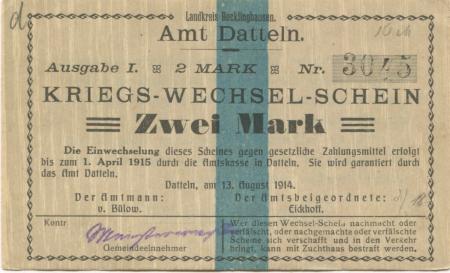 Landkreis Recklinghausen.
Amt Datteln.
Ausgabe I. 2 MARK Nr. 3045
KRIEGS-WECHSEL-SCHEIN
Zwei Mark
Die Einwechselung dieses Scheines gegen gesetzliche Zahlungsmittel erfolgt
bis zum 1. April 1915 durch die Amtskasse in Datteln. Sie wird garantiert durch
das Amt Datteln.
Datteln, am 13. August 1914.
Der Amtmann: Der Amtsbeigeordnete:
v. Bülow. Eickhoff.
Kontr
Gemeindeeinnehmer
Wer diesen Wechsel-Schein nachmacht oder
verfälscht, oder nachgemachte oder verfälschte
Scheine sich verschafft und in den Verkehr
bringt, kann mit Zuchthaus bestraft werden.